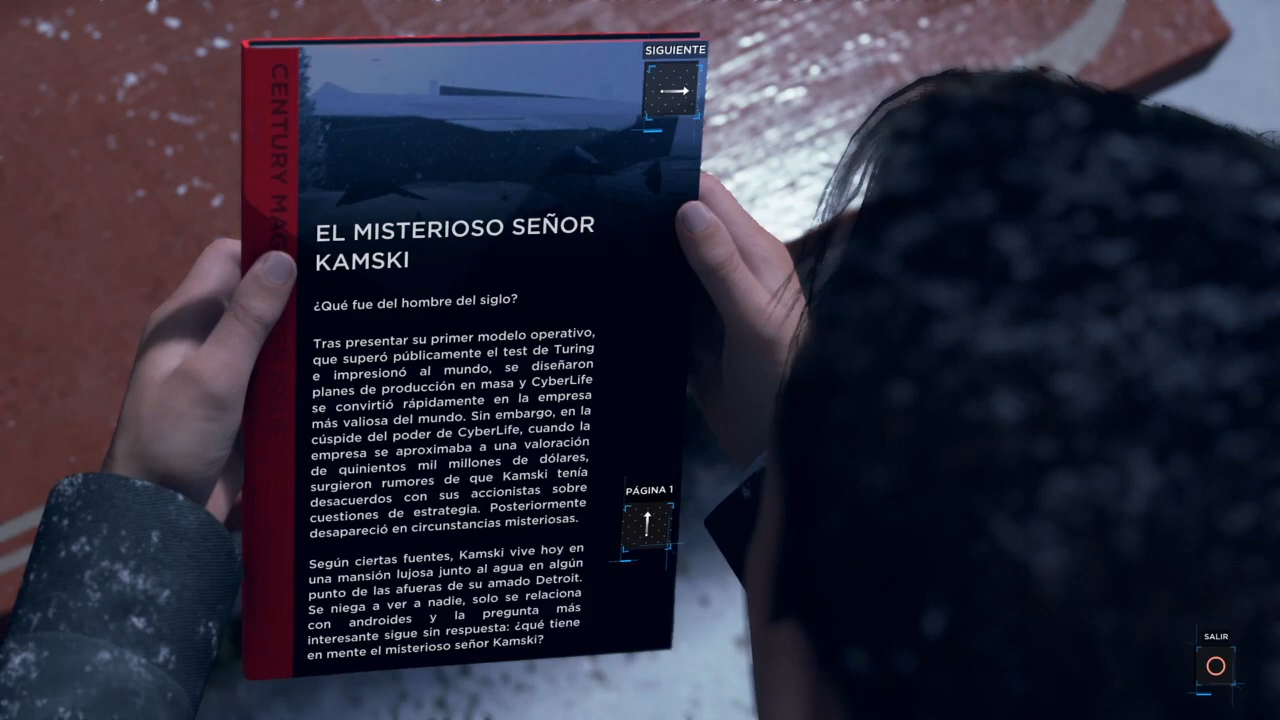 SIGUIENTE
CENTURY
EL MISTERIOSO SEÑOR
KAMSKI
¿Qué fue del hombre del siglo?
Tras presentar su primer modelo operativo,
que superó públicamente el test de Turing
e impresionó al mundo, se diseñaron
planes de producción en masa y CyberLife
se convirtió rápidamente en la empresa
más valiosa del mundo. Sin embargo, en la
cúspide del poder de CyberLife, cuando la
empresa se aproximaba a una valoración
de quinientos mil millones de dólares,
surgieron rumores de que Kamski tenía
desacuerdos con sus accionistas sobre
cuestiones de estrategia. Posteriormente
desapareció en circunstancias misteriosas.
PÁGINA 1
Según ciertas fuentes, Kamski vive hoy en
una mansión lujosa junto al agua en algún
punto de las afueras de su amado Detroit.
Se niega a ver a nadie, solo se relaciona
con androides y la pregunta más
interesante sigue sin respuesta: ¿qué tiene
en mente el misterioso señor Kamski?
SALIR